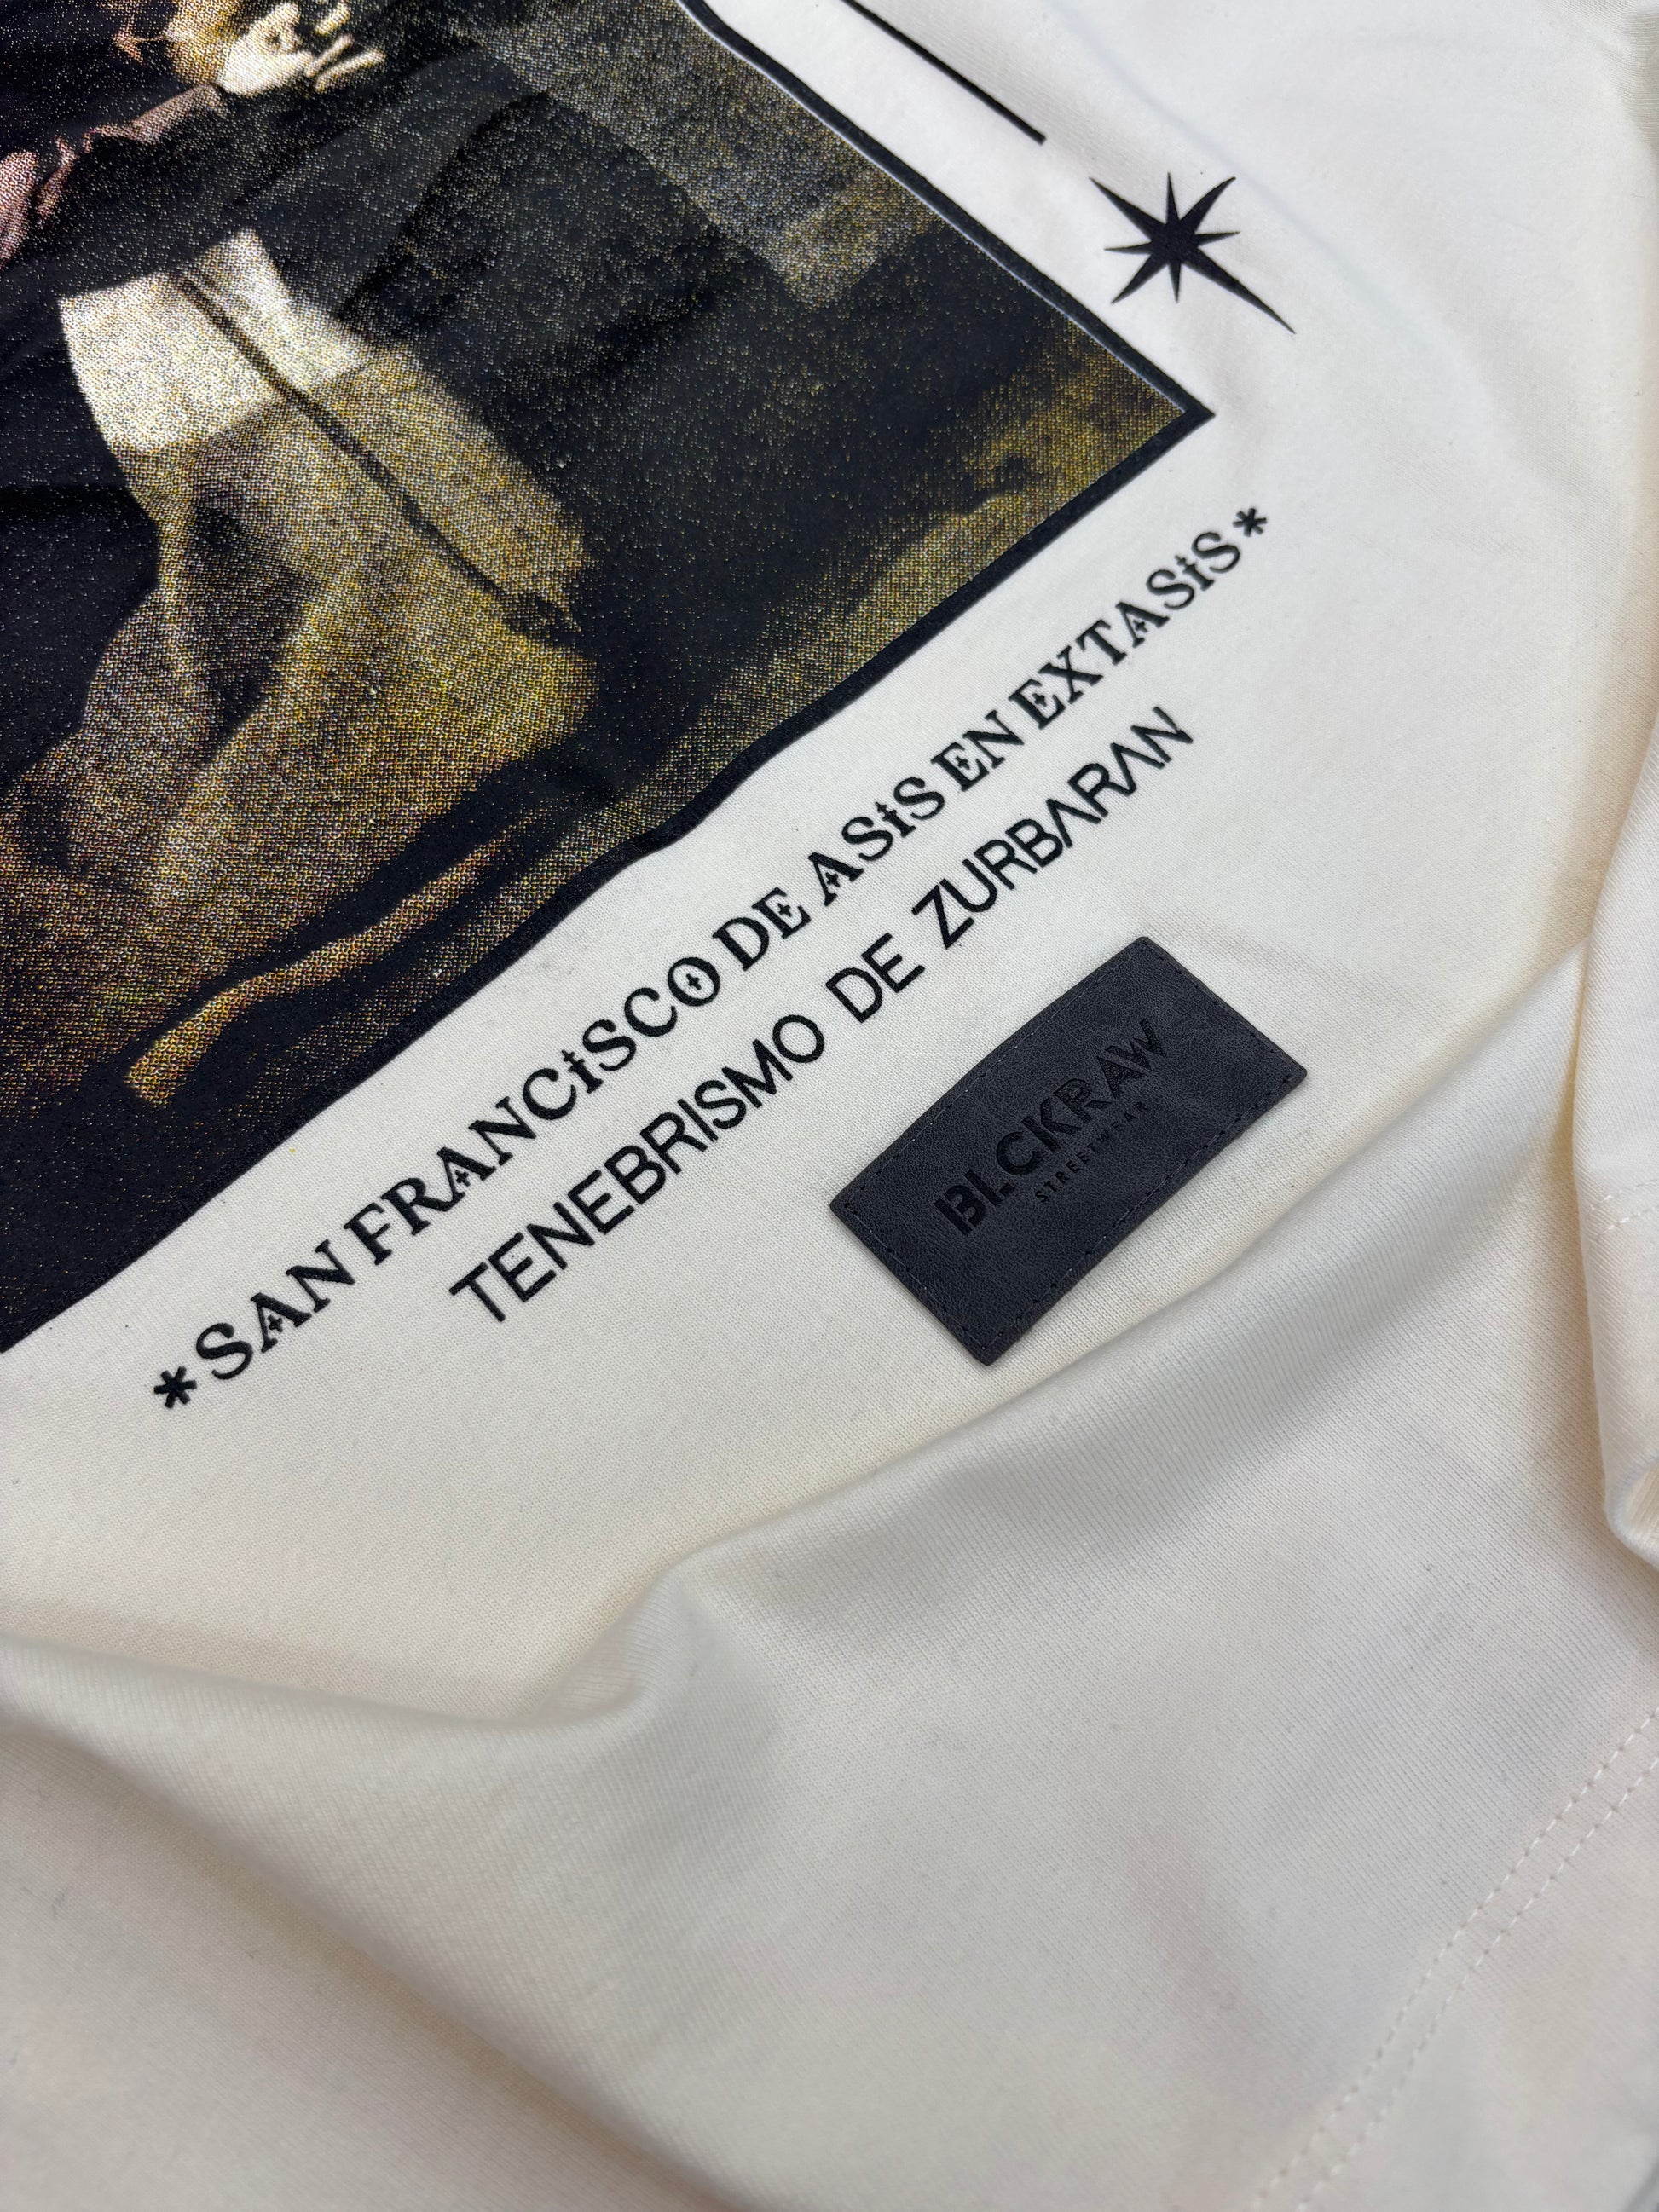 *SAN FRANCiSCO DE ASiS EN EXTASiS*
TENEBRISMO DE ZURBARAN
BLCKRAW
STREETWEAR